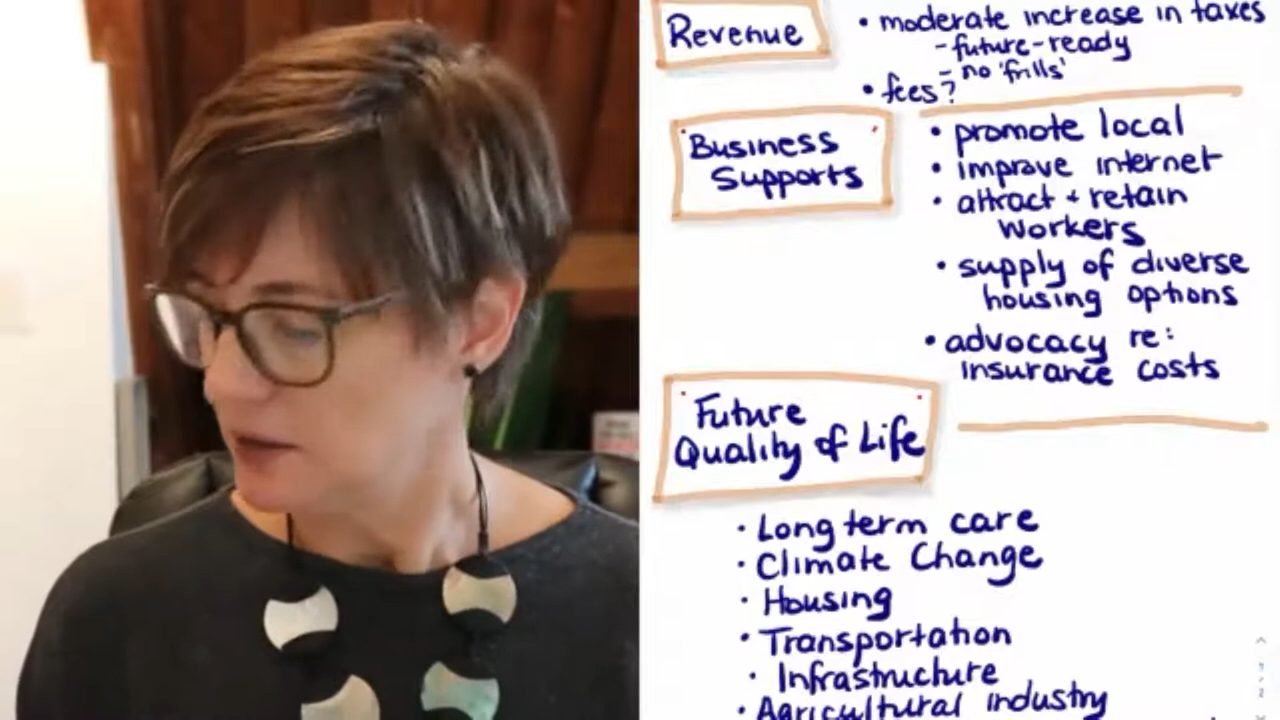 Revenue
• moderate increase in taxes
- future-ready
- no 'frills'
• fees?
Business
Supports
• promote local
• improve internet
• attract + retain
workers
• supply of diverse
housing options
• advocacy re:
insurance costs
Future
Quality of Life
• Long term care
• Climate Change
• Housing
• Transportation
• Infrastructure
• Agricultural industry
1 / 2